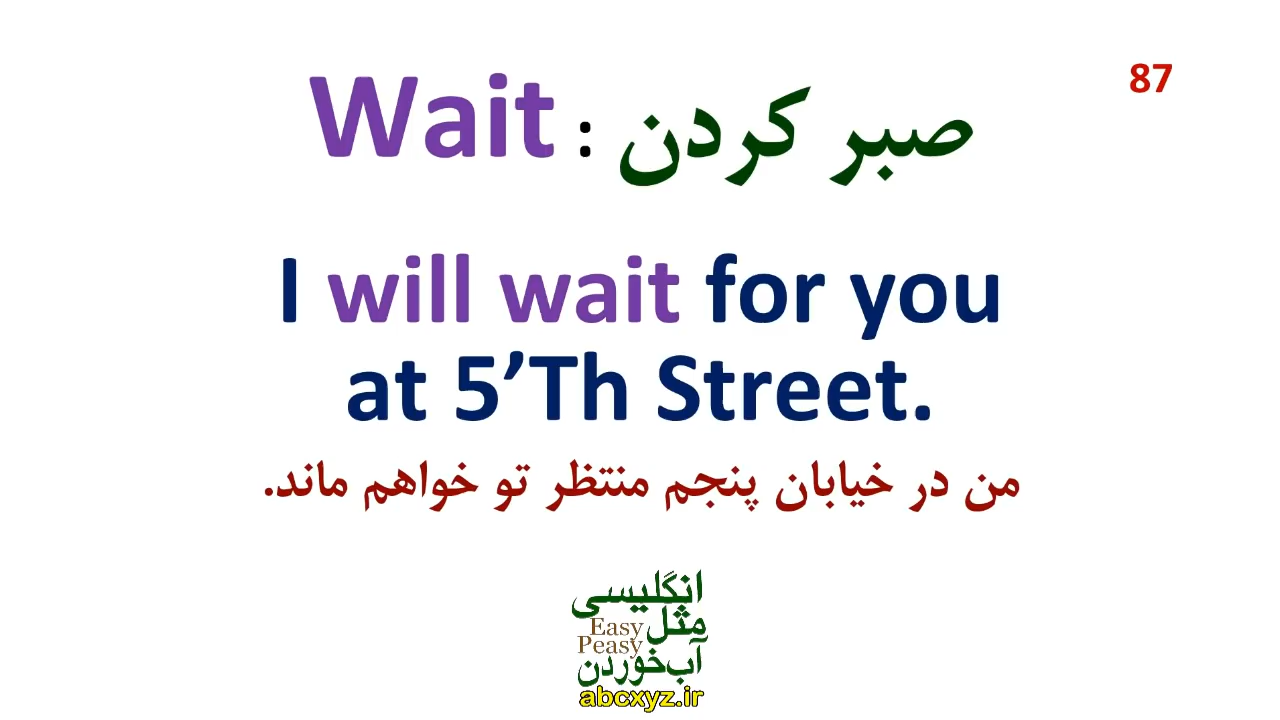 87
Wait : صبر کردن
I will wait for you
at 5’Th Street.
من در خیابان پنجم منتظر تو خواهم ماند.
انگلیسی
مثل
Easy
Peasy
آب‌خوردن
abcxyz.ir